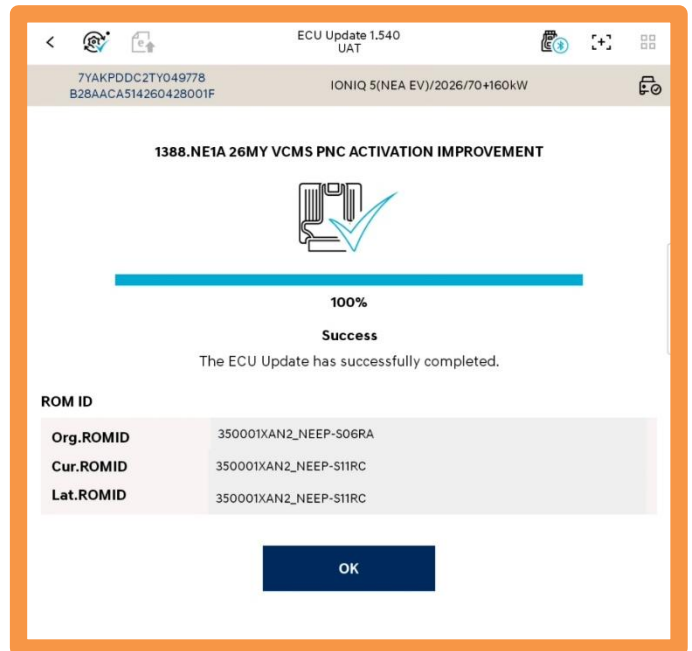 ECU Update 1.540
UAT
7YAKPDDC2TY049778
B28AACA514260428001F
IONIQ 5(NEA EV)/2026/70+160kW
1388.NE1A 26MY VCMS PNC ACTIVATION IMPROVEMENT
100%
Success
The ECU Update has successfully completed.
ROM ID
Org.ROMID 350001XAN2_NEEP-S06RA
Cur.ROMID 350001XAN2_NEEP-S11RC
Lat.ROMID 350001XAN2_NEEP-S11RC
OK